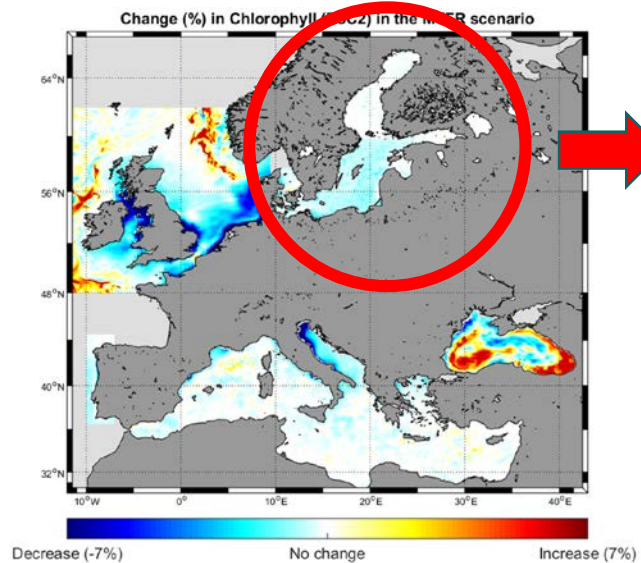 Change (%) in Chlorophyll in the scenario
64°N
56°N
48°N
40°N
32°N
10°W 0° 10°E 20°E 30°E 40°E
Decrease (-7%) No change Increase (7%)